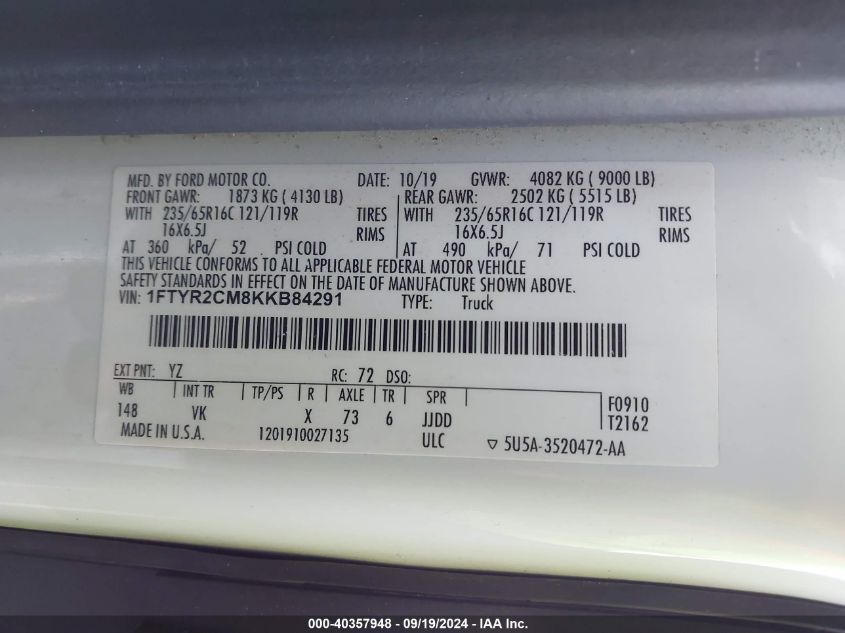 MFD. BY FORD MOTOR CO. DATE: 10/19 GVWR: 4082 KG ( 9000 LB)
FRONT GAWR: 1873 KG ( 4130 LB) REAR GAWR: 2502 KG ( 5515 LB)
WITH 235/65R16C 121/119R TIRES WITH 235/65R16C 121/119R TIRES
16X6.5J RIMS 16X6.5J RIMS
AT 360 kPa/ 52 PSI COLD AT 490 kPa/ 71 PSI COLD
THIS VEHICLE CONFORMS TO ALL APPLICABLE FEDERAL MOTOR VEHICLE
SAFETY STANDARDS IN EFFECT ON THE DATE OF MANUFACTURE SHOWN ABOVE.
VIN: 1FTYR2CM8KKB84291 TYPE: Truck
EXT PNT: YZ RC: 72 DSO:
WB INT TR TP/PS R AXLE TR SPR F0910
148 VK X 73 6 JJDD T2162
MADE IN U.S.A. 1201910027135 ULC ▽ 5U5A-3520472-AA
000-40357948 - 09/19/2024 - IAA Inc.